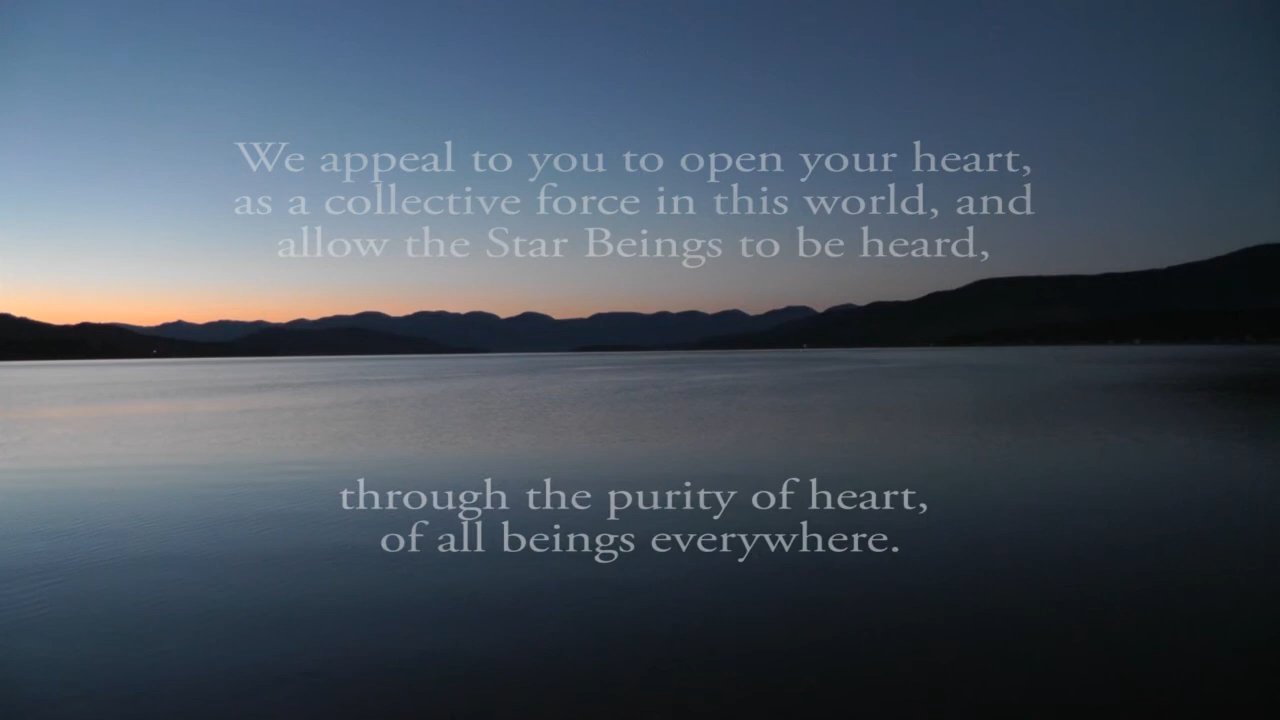 We appeal to you to open your heart,
as a collective force in this world, and
allow the Star Beings to be heard,
through the purity of heart,
of all beings everywhere.